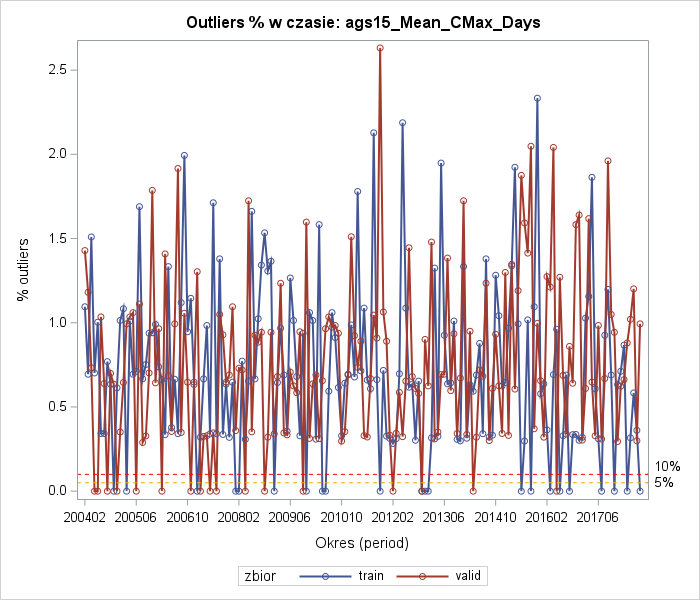 Outliers % w czasie: ags15_Mean_CMax_Days
% outliers
2.5
2.0
1.5
1.0
0.5
0.0
10%
5%
200402 200506 200610 200802 200906 201010 201202 201306 201410 201602 201706
Okres (period)
zbior train valid